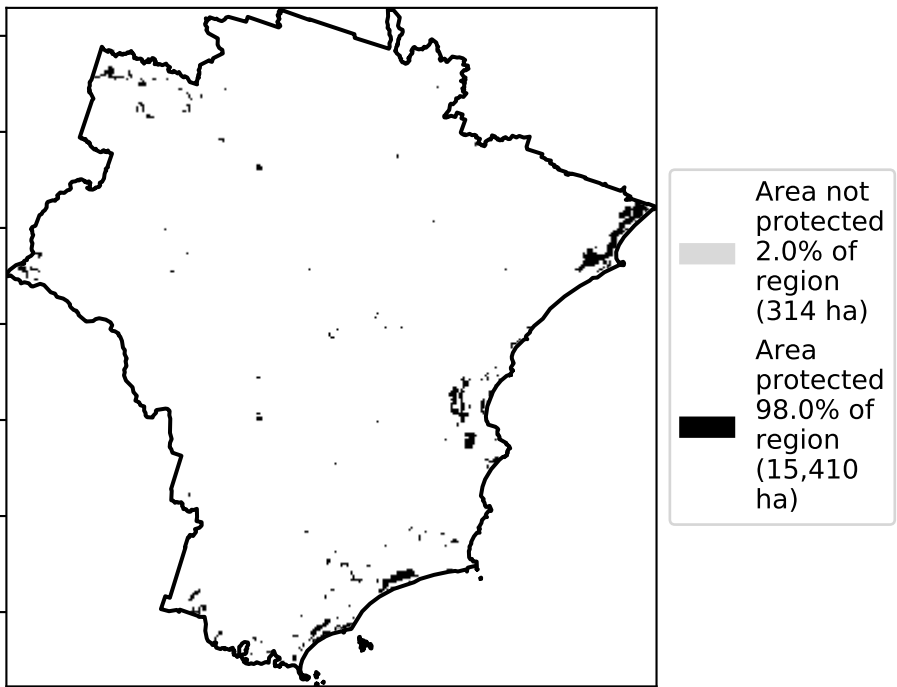 Area not
protected
2.0% of
region
(314 ha)
Area
protected
98.0% of
region
(15,410
ha)